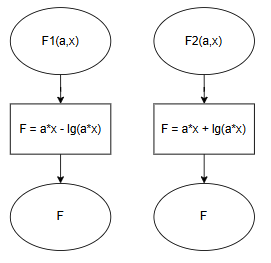 F1(a,x)
F2(a,x)
F = a*x - lg(a*x)
F = a*x + lg(a*x)
F
F